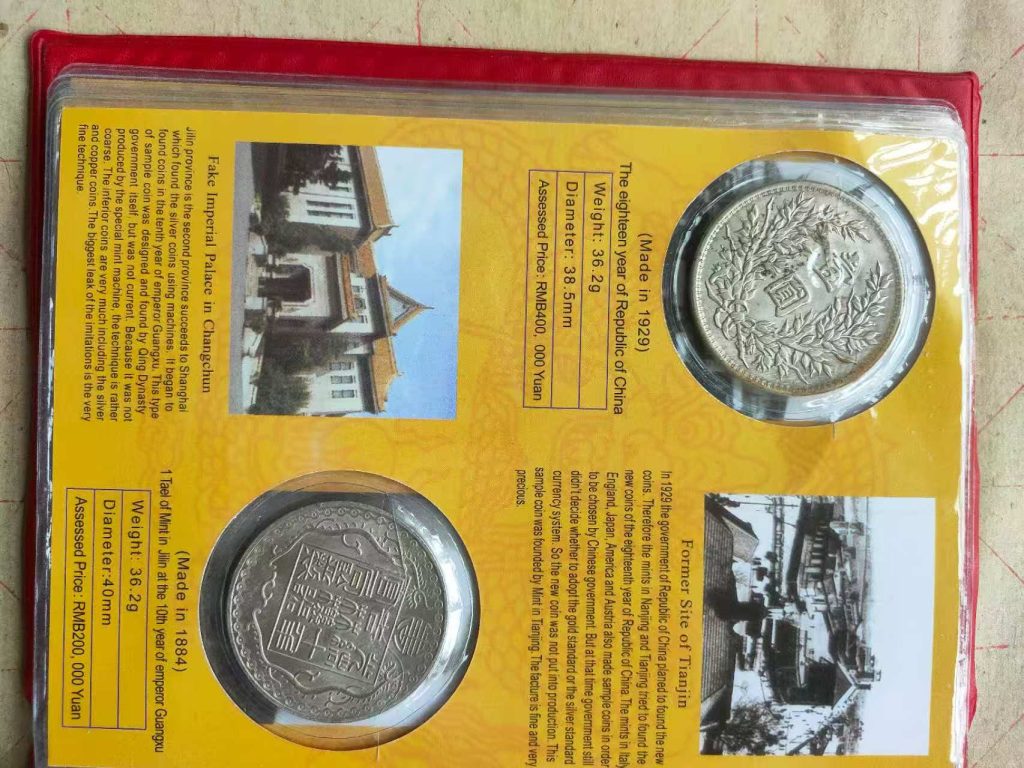 壹圓
(Made in 1929)
The eighteen year of Republic of China
Weight: 36.2g
Diameter: 38.5mm
Assessed Price: RMB400, 000 Yuan
Former Site of Tianjin
In 1929 the government of Republic of China planed to found the new
coins. Therefore the mints in Nanjing and Tianjing tried to found the
new coins of the eighteenth year of Republic of China. The mints in Italy
England, Japan, America and Austria also made sample coins in order
to be chosen by Chinese government. But at that time government still
didn't decide whether to adopt the gold standard or the silver standard
currency system. So the new coin was not put into production. This
sample coin was founded by Mint in Tianjing. The facture is fine and very
precious.
Fake Imperial Palace in Changchun
Jilin province is the second province succeeds to Shanghai
which found the silver coins using machines. It began to
found coins in the tenth year of emperor Guangxu. This type
of sample coin was designed and found by Qing Dynasty
government itself, but was not current. Because it was not
produced by the special mint machine, the technique is rather
coarse. The inferior coins are very much including the silver
and copper coins. The biggest leak of the imitations is the very
fine technique.
(Made in 1884)
1 Tael of Mint in Jilin at the 10th year of emperor Guangxu
Weight: 36.2g
Diameter:40mm
Assessed Price: RMB200, 000 Yuan